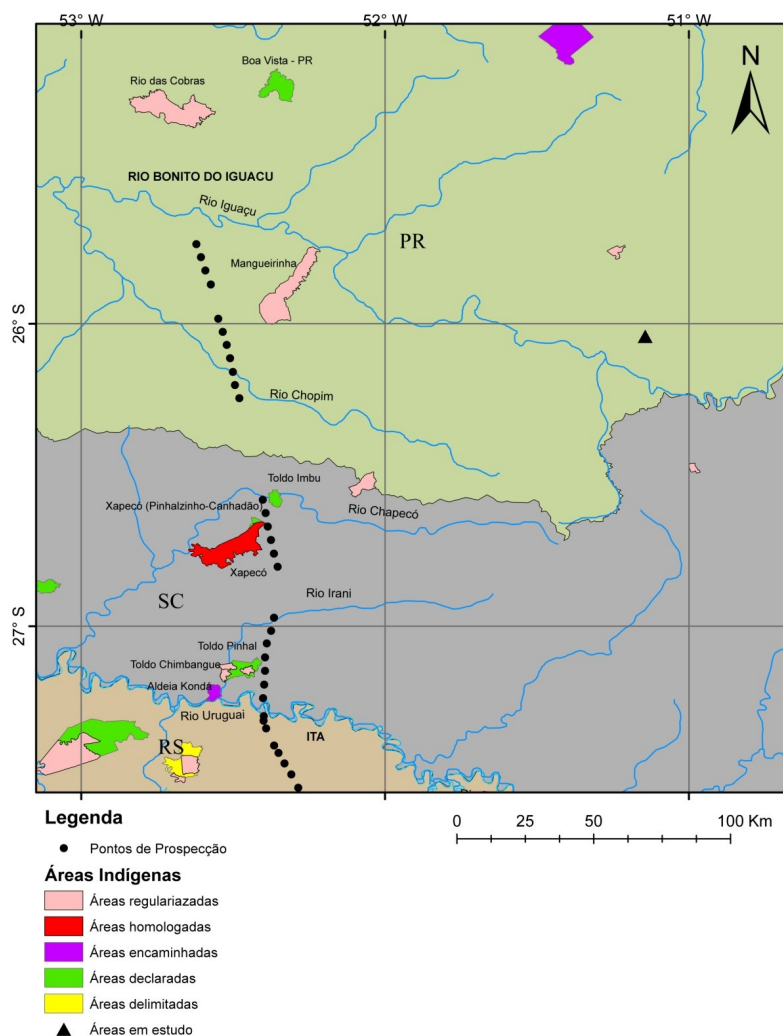 53° W
52° W
51° W
Boa Vista - PR
N
Rio das Cobras
RIO BONITO DO IGUACU
Rio Iguaçu
PR
Mangueirinha
26° S
Rio Chopim
Toldo Imbu
Xapecó (Pinhalzinho-Canhadão)
Rio Chapecó
Xapecó
Rio Irani
SC
27° S
Toldo Pinhal
Toldo Chimbangue
Aldeia Kondá
Rio Uruguai
ITA
RS
Legenda
0 25 50 100 Km
Pontos de Prospecção
Áreas Indígenas
Áreas regulariazadas
Áreas homologadas
Áreas encaminhadas
Áreas declaradas
Áreas delimitadas
Áreas em estudo